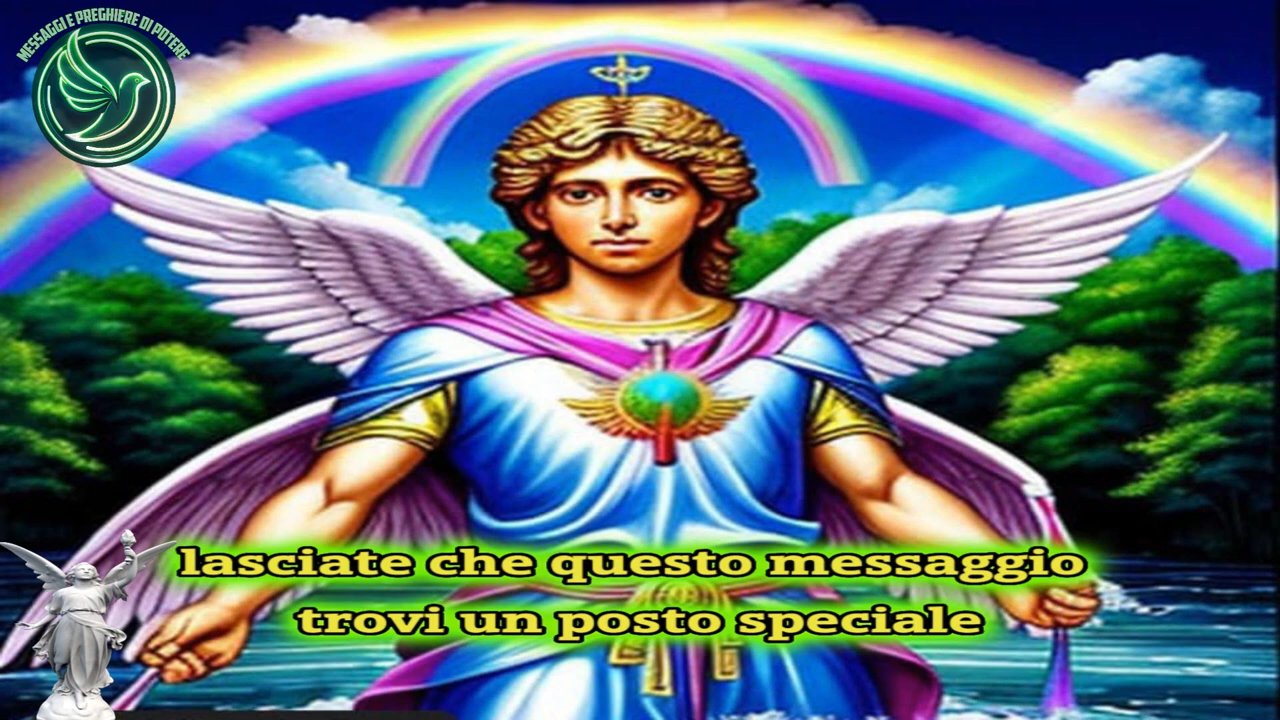 MESSAGGI E PREGHIERE DI POTERE
lasciate che questo messaggio
trovi un posto speciale